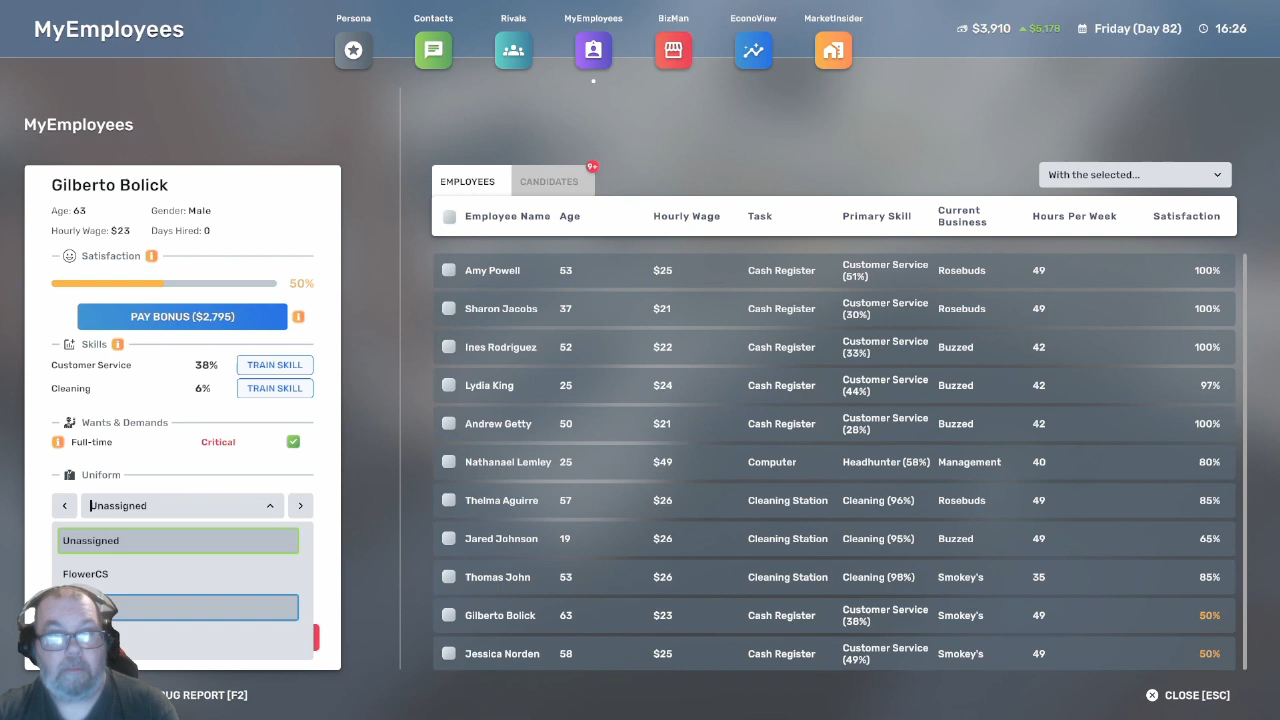 MyEmployees
Persona
Contacts
Rivals
MyEmployees
BizMan
EconoView
MarketInsider
$3,910
$5,178
Friday (Day 82)
16:26
MyEmployees
Gilberto Bolick
Age: 63
Gender: Male
Hourly Wage: $23
Days Hired: 0
Satisfaction
50%
PAY BONUS ($2,795)
Skills
Customer Service 38% TRAIN SKILL
Cleaning 6% TRAIN SKILL
Wants & Demands
Full-time Critical
Uniform
Unassigned
Unassigned
FlowerCS
EMPLOYEES
CANDIDATES
9+
With the selected...
Employee Name Age Hourly Wage Task Primary Skill Current Business Hours Per Week Satisfaction
Amy Powell 53 $25 Cash Register Customer Service (51%) Rosebuds 49 100%
Sharon Jacobs 37 $21 Cash Register Customer Service (30%) Rosebuds 49 100%
Ines Rodriguez 52 $22 Cash Register Customer Service (33%) Buzzed 42 100%
Lydia King 25 $24 Cash Register Customer Service (44%) Buzzed 42 97%
Andrew Getty 50 $21 Cash Register Customer Service (28%) Buzzed 42 100%
Nathanael Lemley 25 $49 Computer Headhunter (58%) Management 40 80%
Thelma Aguirre 57 $26 Cleaning Station Cleaning (96%) Rosebuds 49 85%
Jared Johnson 19 $26 Cleaning Station Cleaning (95%) Buzzed 49 65%
Thomas John 53 $26 Cleaning Station Cleaning (98%) Smokey's 35 85%
Gilberto Bolick 63 $23 Cash Register Customer Service (38%) Smokey's 49 50%
Jessica Norden 58 $25 Cash Register Customer Service (49%) Smokey's 49 50%
REPORT [F2]
CLOSE [ESC]